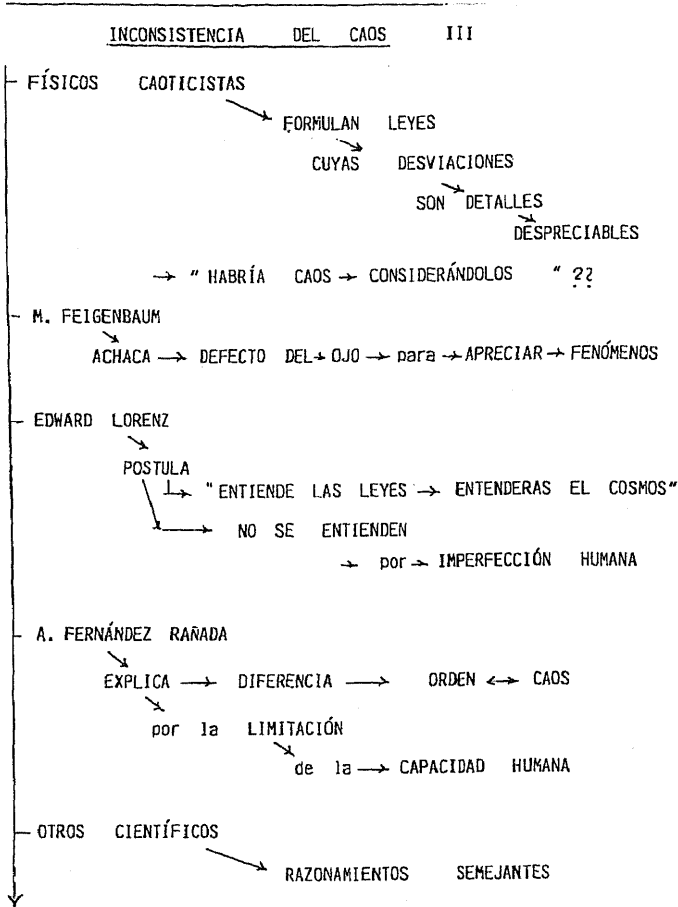 INCONSISTENCIA DEL CAOS III
FÍSICOS CAOTICISTAS
FORMULAN LEYES
CUYAS DESVIACIONES
SON DETALLES
DESPRECIABLES
→ "HABRÍA CAOS → CONSIDERÁNDOLOS "??
M. FEIGENBAUM
ACHACA → DEFECTO DEL → OJO → para → APRECIAR → FENÓMENOS
EDWARD LORENZ
POSTULA
→ "ENTIENDE LAS LEYES → ENTENDERAS EL COSMOS"
→ NO SE ENTIENDEN
→ por → IMPERFECCIÓN HUMANA
A. FERNÁNDEZ RAÑADA
EXPLICA → DIFERENCIA → ORDEN ↔ CAOS
por la LIMITACIÓN
de la → CAPACIDAD HUMANA
OTROS CIENTÍFICOS
RAZONAMIENTOS SEMEJANTES